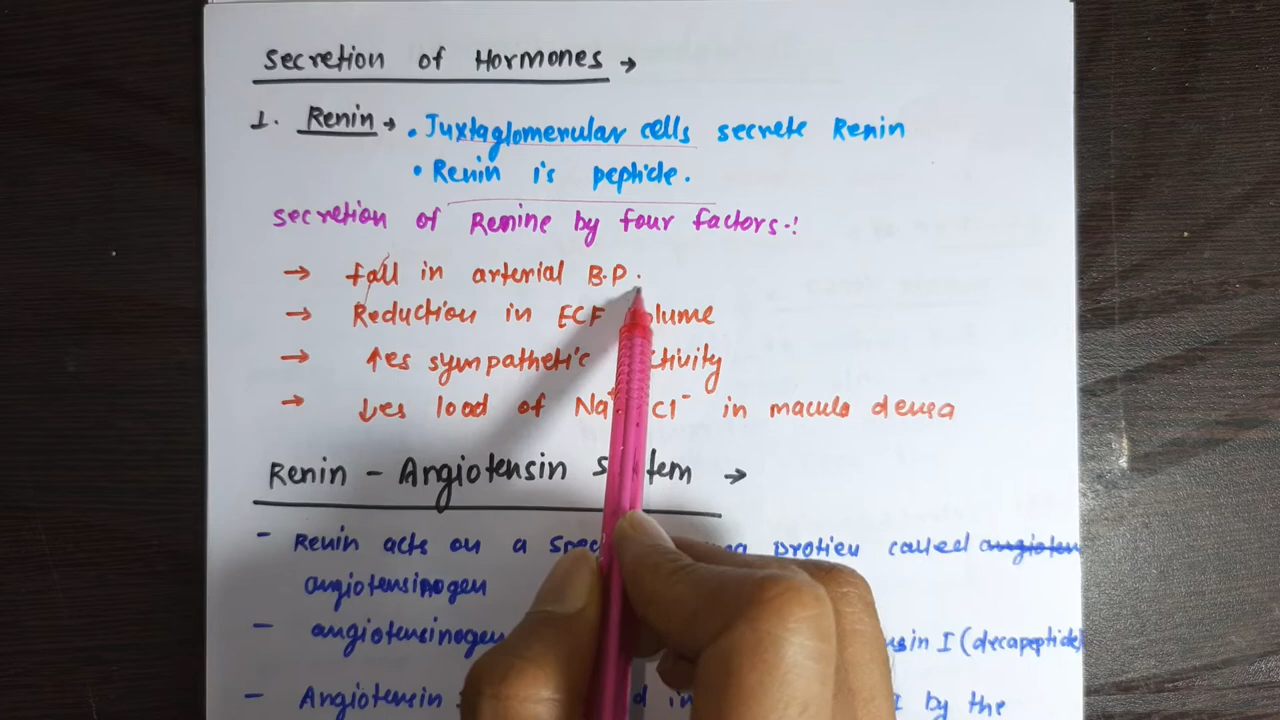 Secretion of Hormones →
1. Renin → • Juxtaglomerular cells secrete Renin
• Renin is peptide.
secretion of Renine by four factors.:
→ fall in arterial B.P.
→ Reduction in ECF
→ ↑es sympathetic
→ ↓es load of Na⁺ Cl⁻ in macula densa
Renin - Angiotensin →
- Renin acts on a protien called
angiotensinogen
- angiotensinogen I (decapeptide)
- Angiotensin by the